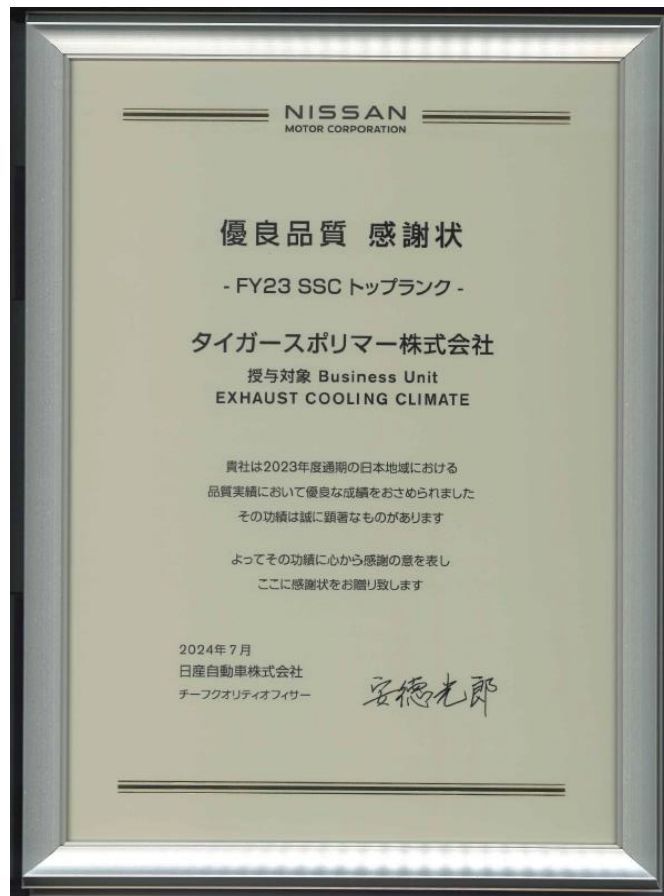 NISSAN
MOTOR CORPORATION
優良品質 感謝状
- FY23 SSC トップランク -
タイガースポリマー株式会社
授与対象 Business Unit
EXHAUST COOLING CLIMATE
貴社は2023年度通期の日本地域における
品質実績において優良な成績をおさめられました
その功績は誠に顕著なものがあります
よってその功績に心から感謝の意を表し
ここに感謝状をお贈り致します
2024年7月
日産自動車株式会社
チーフクオリティオフィサー
安徳光郎